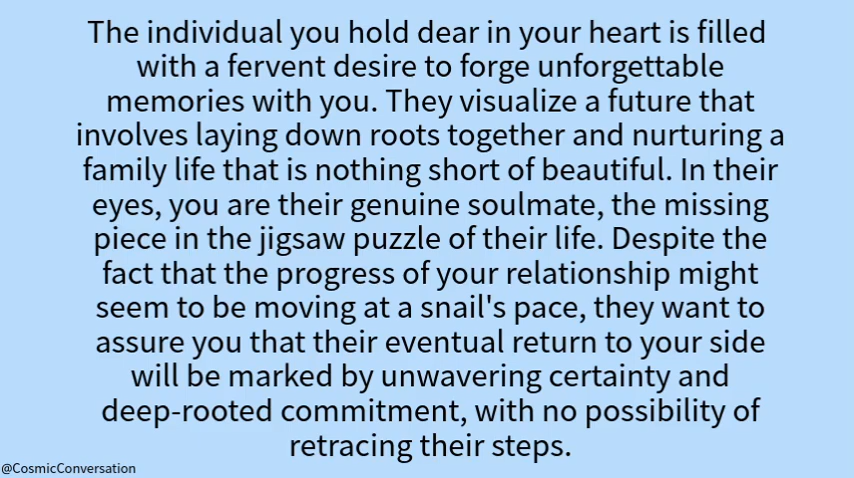 The individual you hold dear in your heart is filled
with a fervent desire to forge unforgettable
memories with you. They visualize a future that
involves laying down roots together and nurturing a
family life that is nothing short of beautiful. In their
eyes, you are their genuine soulmate, the missing
piece in the jigsaw puzzle of their life. Despite the
fact that the progress of your relationship might
seem to be moving at a snail's pace, they want to
assure you that their eventual return to your side
will be marked by unwavering certainty and
deep-rooted commitment, with no possibility of
retracing their steps.
@CosmicConversation